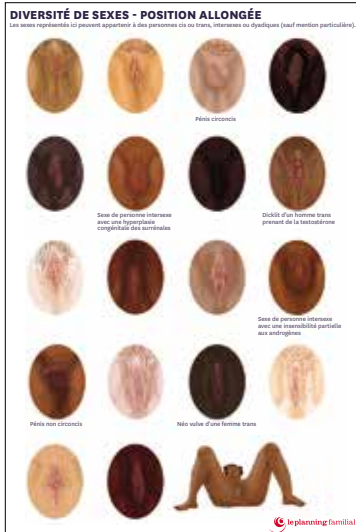 DIVERSITÉ DE SEXES - POSITION ALLONGÉE
Les sexes représentés ici peuvent appartenir à des personnes cis ou trans, intersexes ou dyadiques (sauf mention particulière).
Pénis circoncis
Sexe de personne intersexe
avec une hyperplasie
congénitale des surrénales
Dicklit d'un homme trans
prenant de la testostérone
Sexe de personne intersexe
avec une insensibilité partielle
aux androgènes
Pénis non circoncis
Néo vulve d'une femme trans
le planning familial